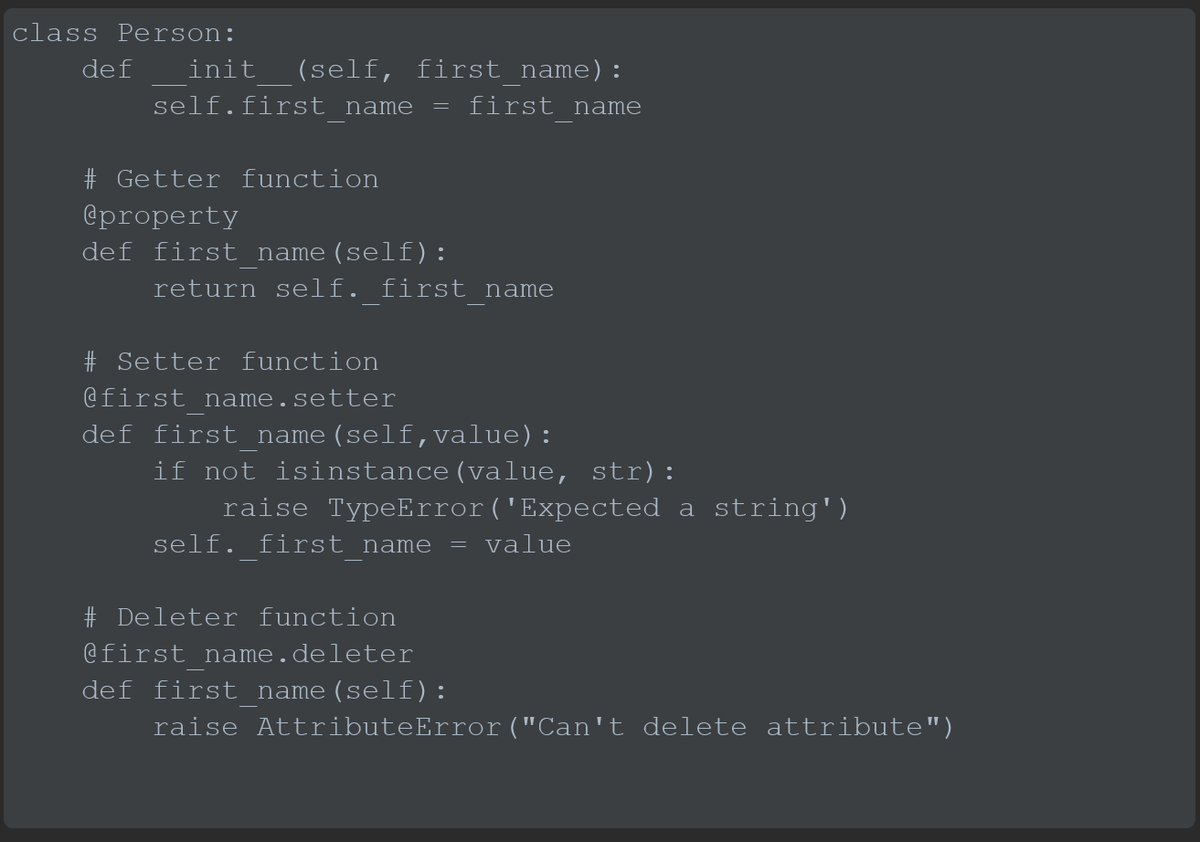 class Person:
    def __init__(self, first_name):
        self.first_name = first_name

    # Getter function
    @property
    def first_name(self):
        return self._first_name

    # Setter function
    @first_name.setter
    def first_name(self,value):
        if not isinstance(value, str):
            raise TypeError('Expected a string')
        self._first_name = value

    # Deleter function
    @first_name.deleter
    def first_name(self):
        raise AttributeError("Can't delete attribute")